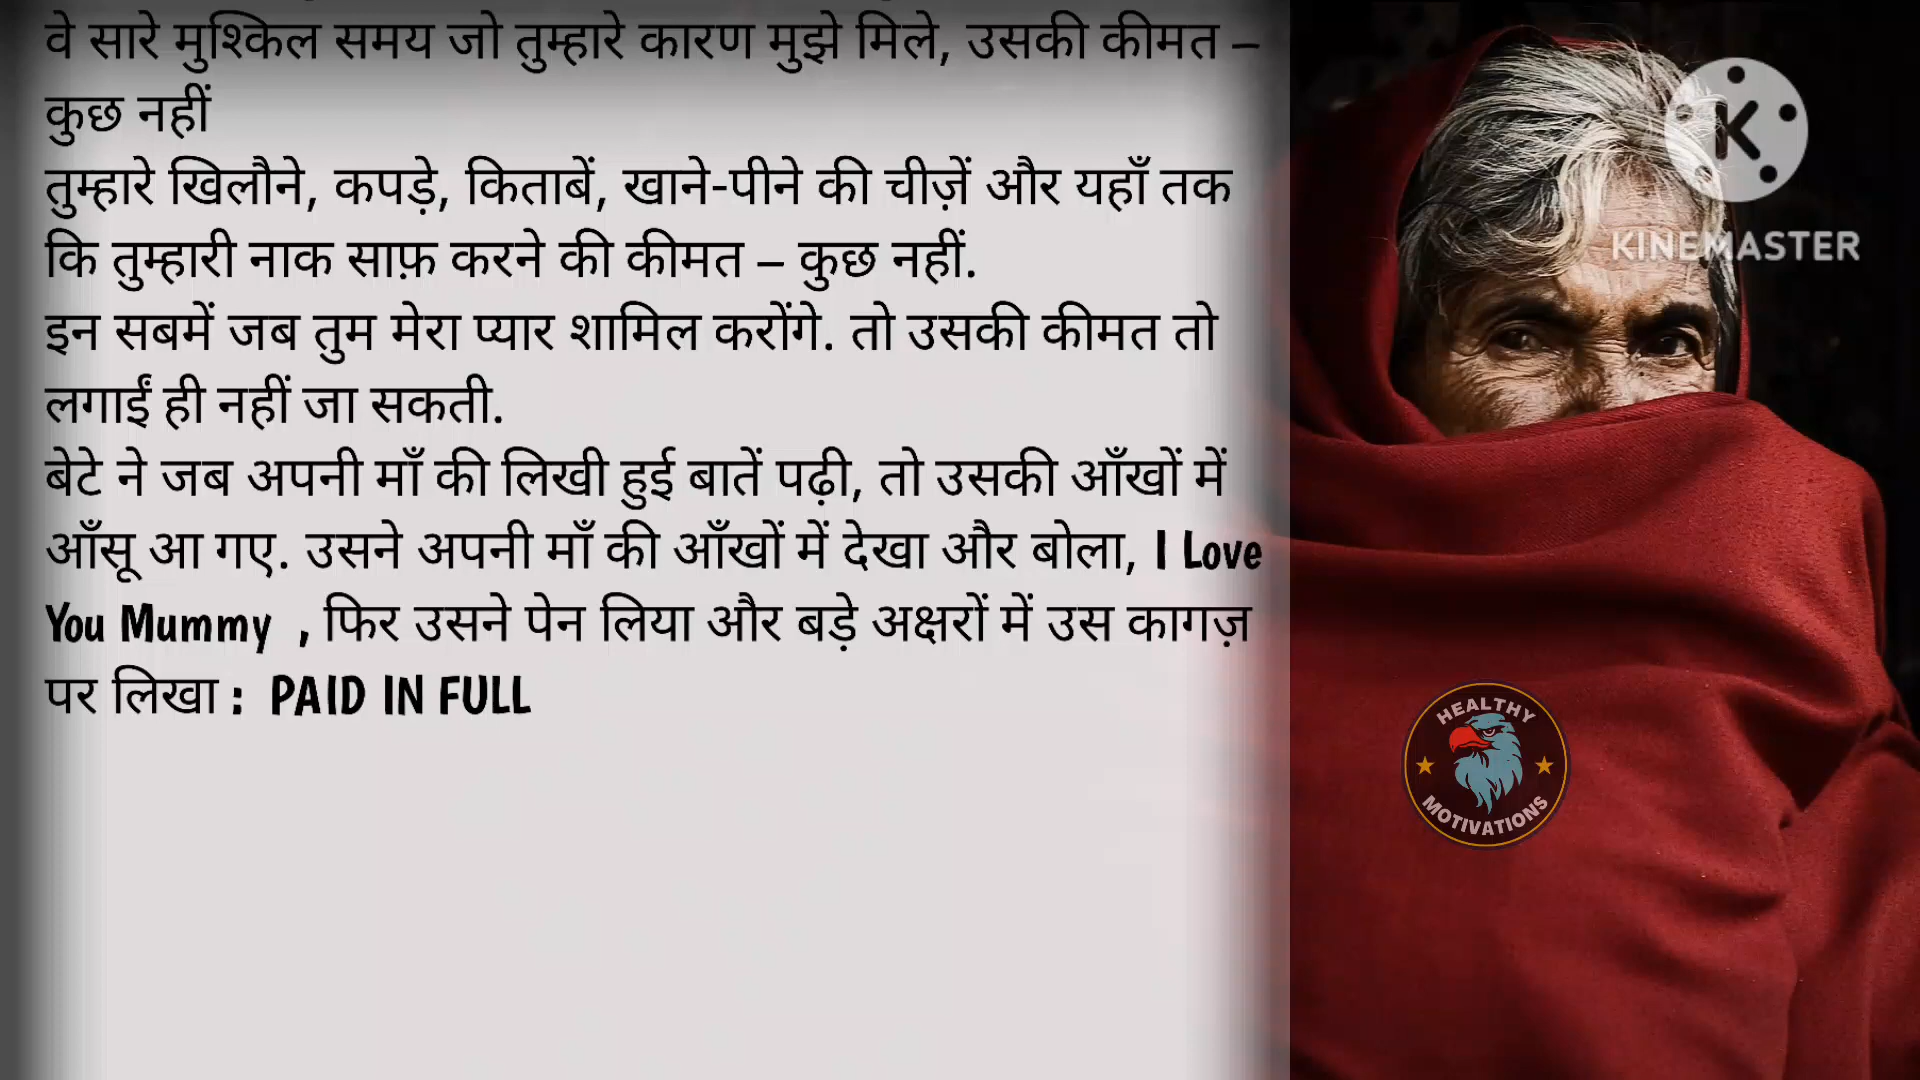 वे सारे मुश्किल समय जो तुम्हारे कारण मुझे मिले, उसकी कीमत –
कुछ नहीं
तुम्हारे खिलौने, कपड़े, किताबें, खाने-पीने की चीज़ें और यहाँ तक
कि तुम्हारी नाक साफ़ करने की कीमत – कुछ नहीं.
इन सबमें जब तुम मेरा प्यार शामिल करोंगे. तो उसकी कीमत तो
लगाईं ही नहीं जा सकती.
बेटे ने जब अपनी माँ की लिखी हुई बातें पढ़ी, तो उसकी आँखों में
आँसू आ गए. उसने अपनी माँ की आँखों में देखा और बोला, I Love
You Mummy , फिर उसने पेन लिया और बड़े अक्षरों में उस कागज़
पर लिखा : PAID IN FULL
K
KINEMASTER
HEALTHY
MOTIVATIONS